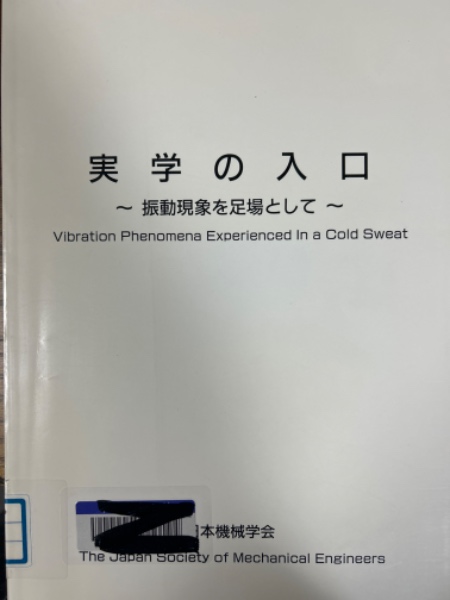 実学の入口
~ 振動現象を足場として ~
Vibration Phenomena Experienced In a Cold Sweat
本機械学会
The Japan Society of Mechanical Engineers